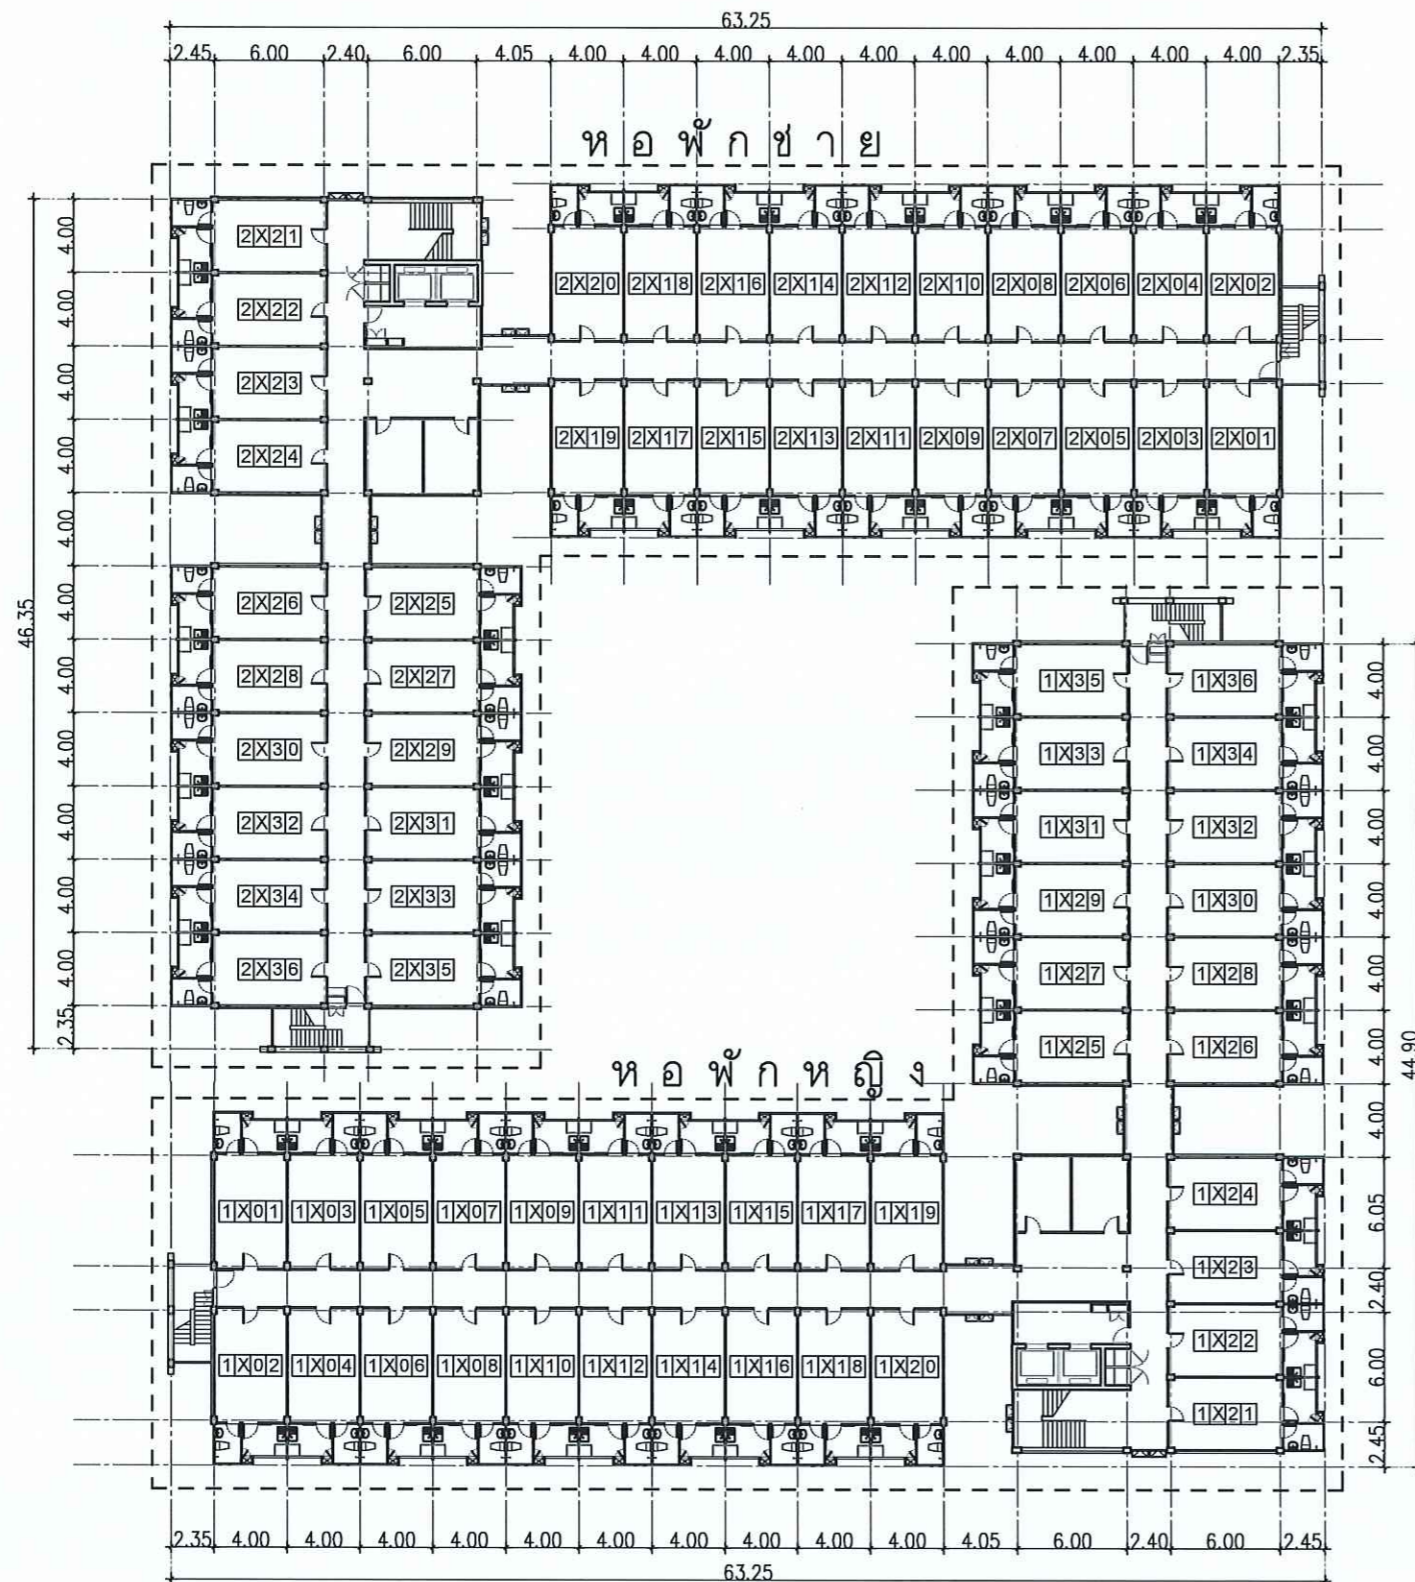 63.25
2.45 6.00 2.40 6.00 4.05 4.00 4.00 4.00 4.00 4.00 4.00 4.00 4.00 4.00 4.00 2.35
หอพักชาย
2X20 2X18 2X16 2X14 2X12 2X10 2X08 2X06 2X04 2X02
2X19 2X17 2X15 2X13 2X11 2X09 2X07 2X05 2X03 2X01
46.35
4.00 2X21
4.00 2X22
4.00 2X23
4.00 2X24
4.00
4.00 2X26 2X25
4.00 2X28 2X27
4.00 2X30 2X29
4.00 2X32 2X31
4.00 2X34 2X33
4.00 2X36 2X35
2.35
1X35 1X36 4.00
1X33 1X34 4.00
1X31 1X32 4.00
1X29 1X30 4.00
1X27 1X28 4.00
1X25 1X26 4.00
44.90
4.00
หอพักหญิง
1X24 6.05
1X23 2.40
1X22 6.00
1X21 2.45
1X01 1X03 1X05 1X07 1X09 1X11 1X13 1X15 1X17 1X19
1X02 1X04 1X06 1X08 1X10 1X12 1X14 1X16 1X18 1X20
2.35 4.00 4.00 4.00 4.00 4.00 4.00 4.00 4.00 4.00 4.00 4.05 6.00 2.40 6.00 2.45
63.25